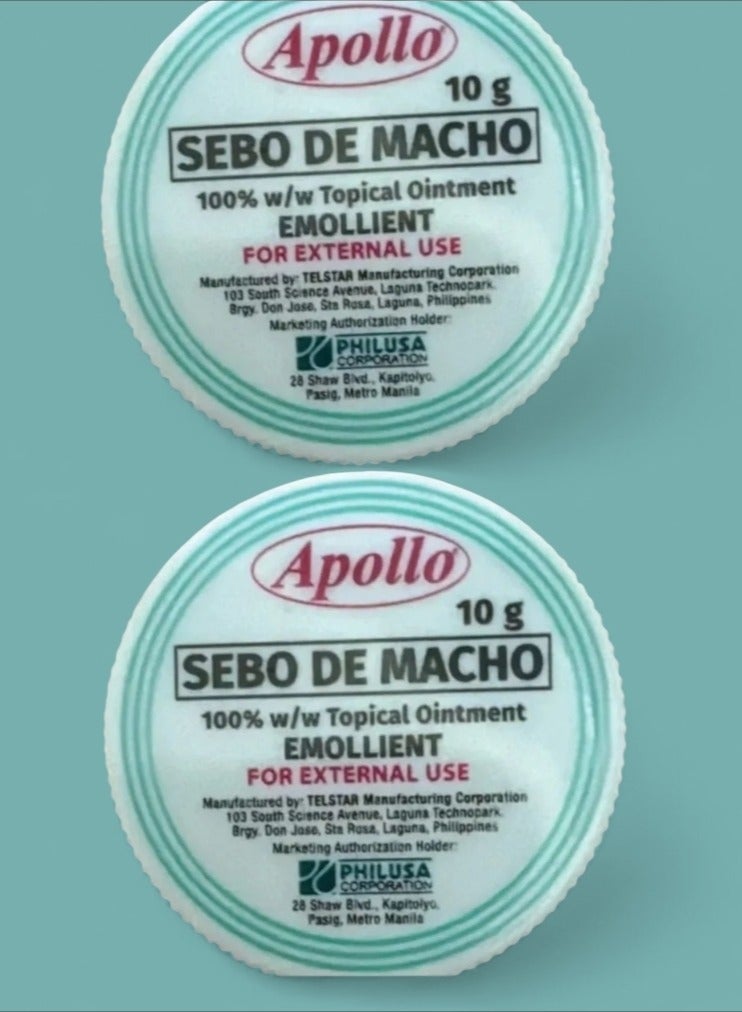 Apollo
10 g
SEBO DE MACHO
100% w/w Topical Ointment
EMOLLIENT
FOR EXTERNAL USE
Manufactured by: TELSTAR Manufacturing Corporation
103 South Science Avenue, Laguna Technopark.
Brgy. Don Jose, Sta Rosa, Laguna, Philippines
Marketing Authorization Holder:
PHILUSA
CORPORATION
28 Shaw Blvd., Kapitolyo,
Pasig, Metro Manila
Apollo
10 g
SEBO DE MACHO
100% w/w Topical Ointment
EMOLLIENT
FOR EXTERNAL USE
Manufactured by: TELSTAR Manufacturing Corporation
103 South Science Avenue, Laguna Technopark.
Brgy. Don Jose, Sta Rosa, Laguna, Philippines
Marketing Authorization Holder:
PHILUSA
CORPORATION
28 Shaw Blvd., Kapitolyo,
Pasig, Metro Manila